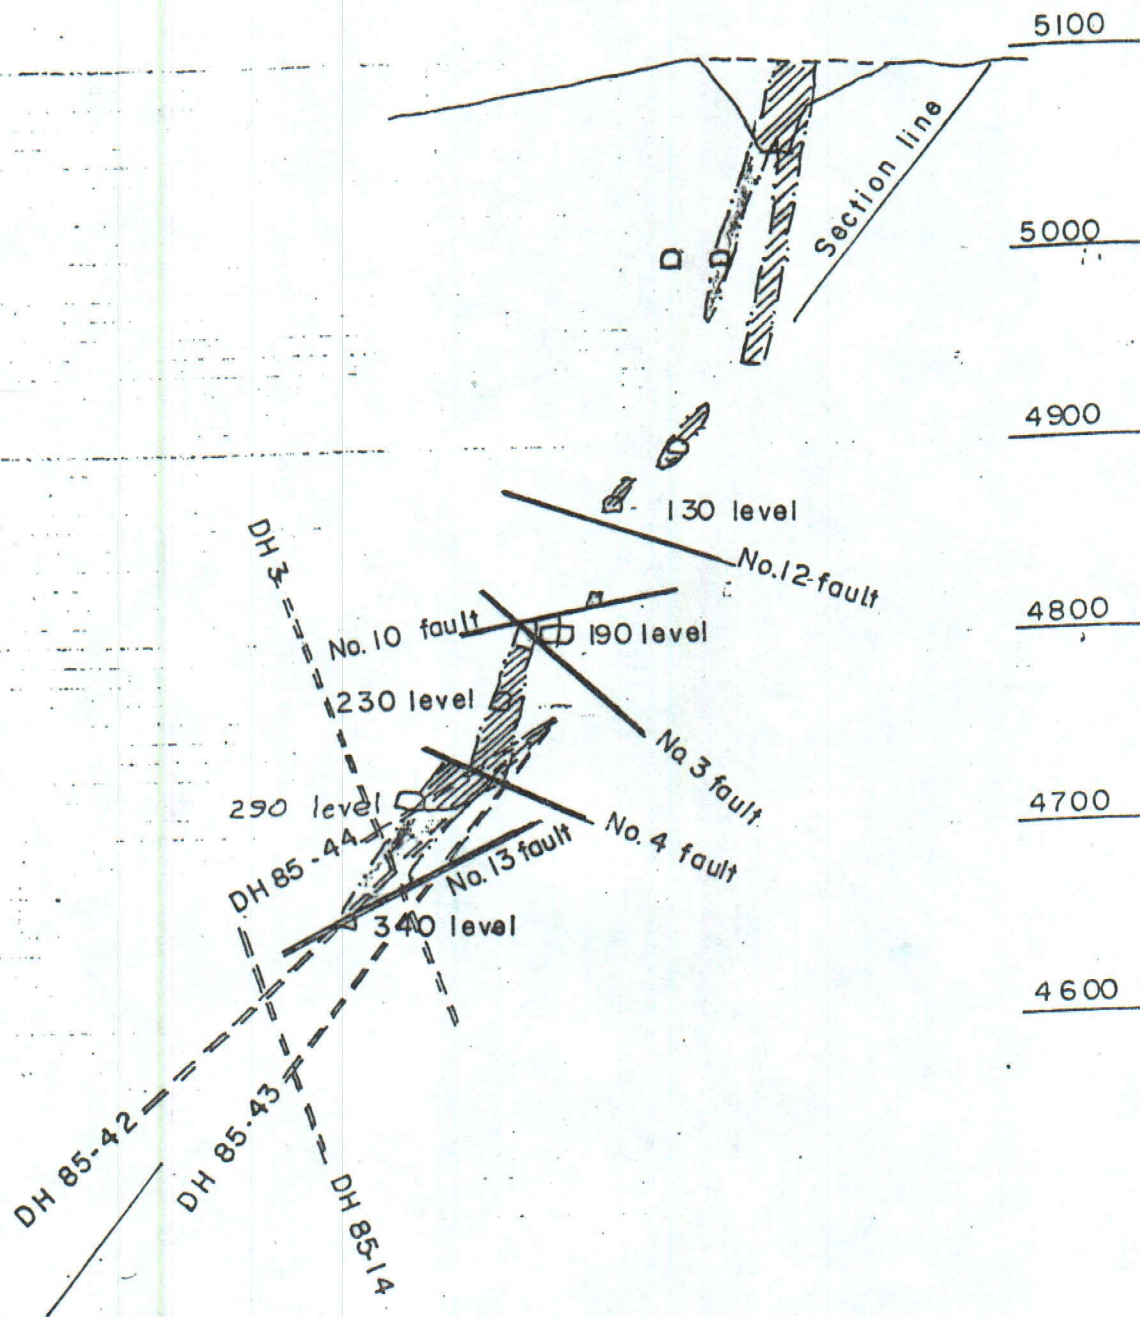 5100
Section line
5000
4900
130 level
DH 3
No.12-fault
4800
No. 10 fault
190 level
230 level
No. 3 fault
290 level
4700
DH 85-44
No. 4 fault
No. 13 fault
340 level
4600
DH 85-42
DH 85-43
DH 85-14